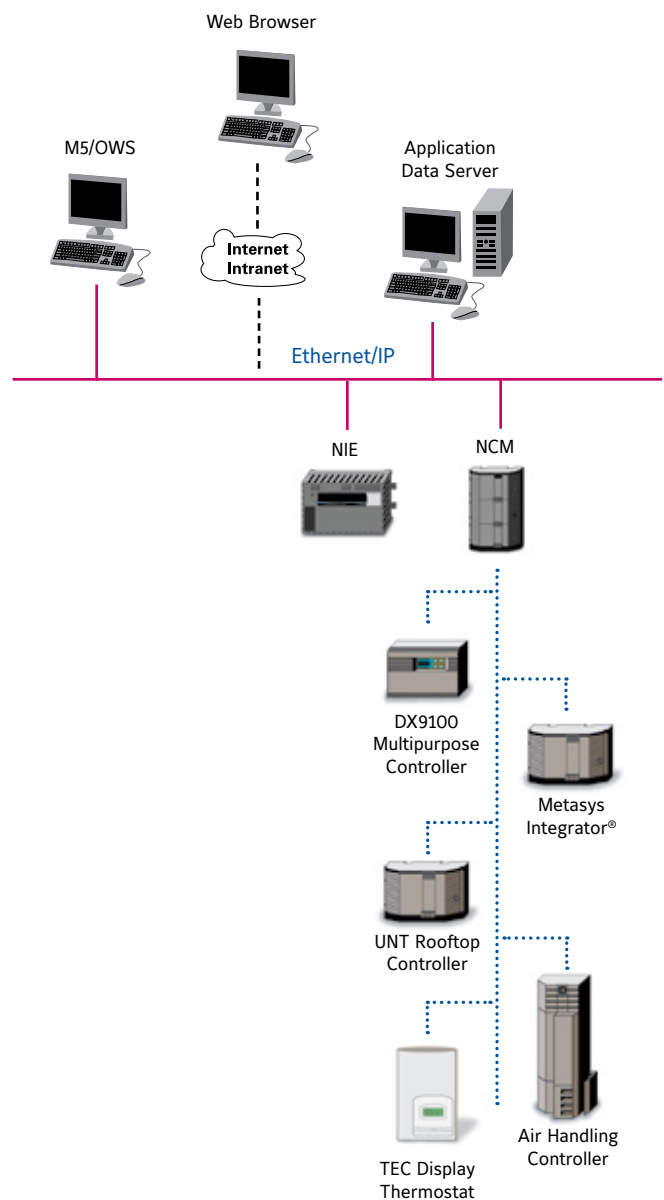 Web Browser
M5/OWS
Application
Data Server
Internet
Intranet
Ethernet/IP
NIE
NCM
DX9100
Multipurpose
Controller
Metasys
Integrator®
UNT Rooftop
Controller
Air Handling
Controller
TEC Display
Thermostat